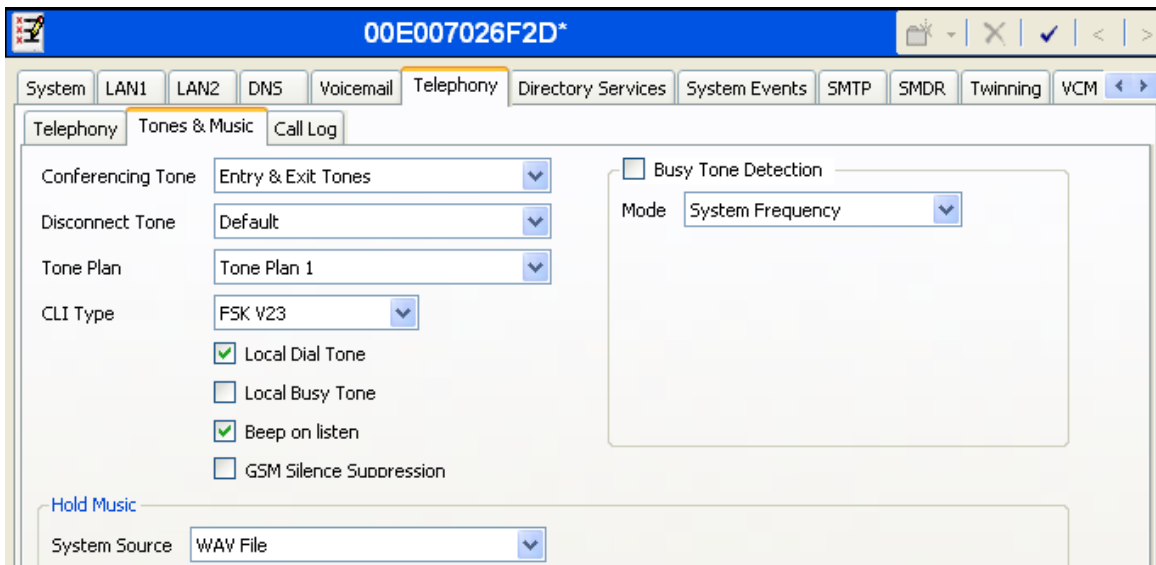 00E007026F2D*
System LAN1 LAN2 DNS Voicemail Telephony Directory Services System Events SMTP SMDR Twinning VCM
Telephony Tones & Music Call Log
Conferencing Tone Entry & Exit Tones
Busy Tone Detection
Mode System Frequency
Disconnect Tone Default
Tone Plan Tone Plan 1
CLI Type FSK V23
Local Dial Tone
Local Busy Tone
Beep on listen
GSM Silence Suppression
Hold Music
System Source WAV File